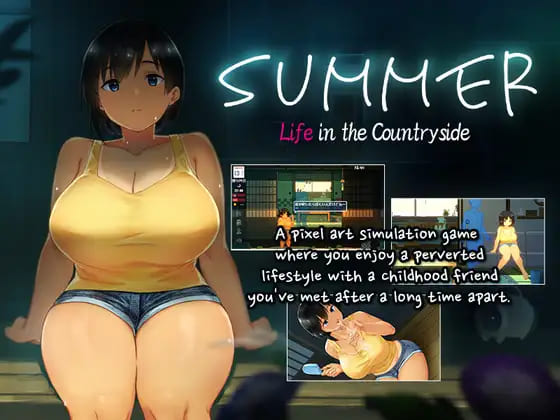 SUMMER
Life in the Countryside
A pixel art simulation game
where you enjoy a perverted
lifestyle with a childhood friend
you've met after a long time apart.